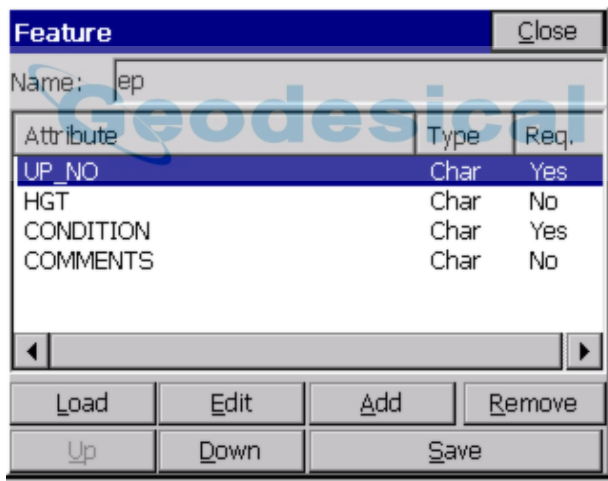 Feature Close
Name: ep
Geodesical
Attribute Type Req.
UP_NO Char Yes
HGT Char No
CONDITION Char Yes
COMMENTS Char No
Load Edit Add Remove
Up Down Save